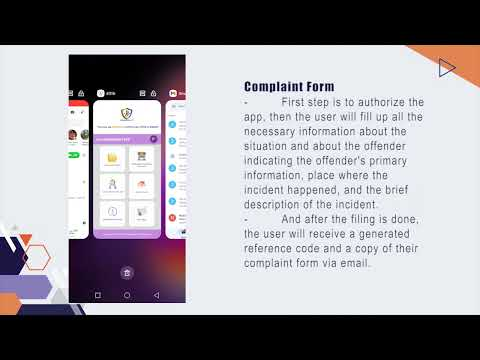 Complaint Form
- First step is to authorize the
app, then the user will fill up all the
necessary information about the
situation and about the offender
indicating the offender's primary
information, place where the
incident happened, and the brief
description of the incident.
- And after the filing is done,
the user will receive a generated
reference code and a copy of their
complaint form via email.